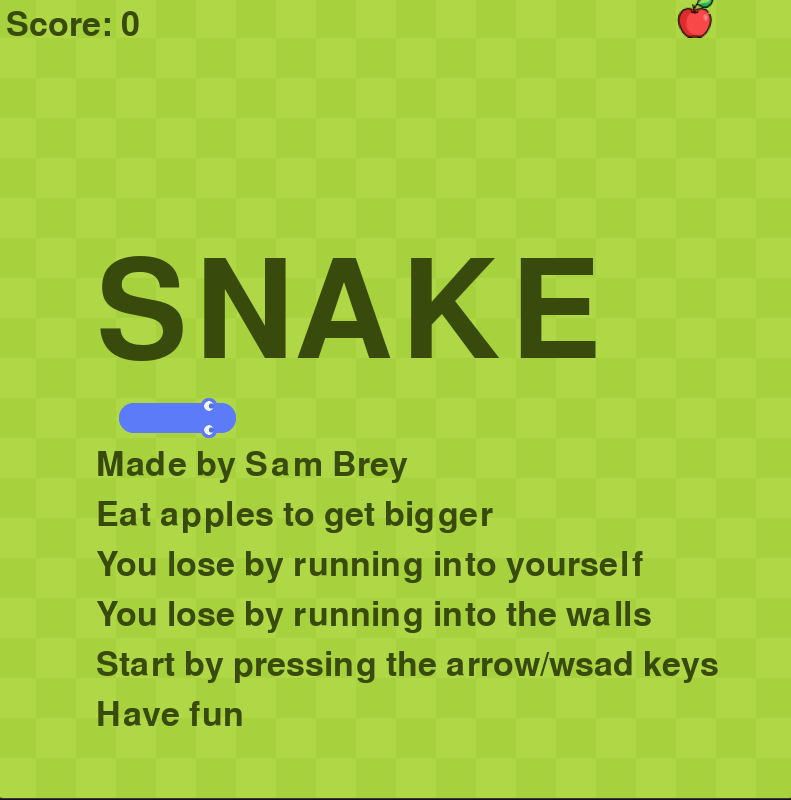 Score: 0
SNAKE
Made by Sam Brey
Eat apples to get bigger
You lose by running into yourself
You lose by running into the walls
Start by pressing the arrow/wsad keys
Have fun